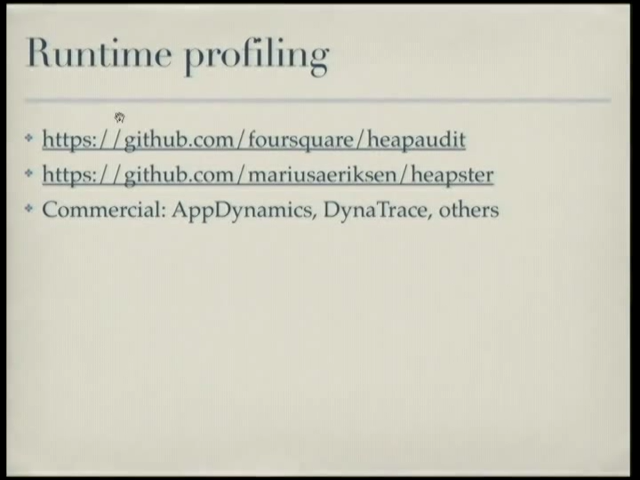 Runtime profiling
https://github.com/foursquare/heapaudit
https://github.com/mariusaeriksen/heapster
Commercial: AppDynamics, DynaTrace, others